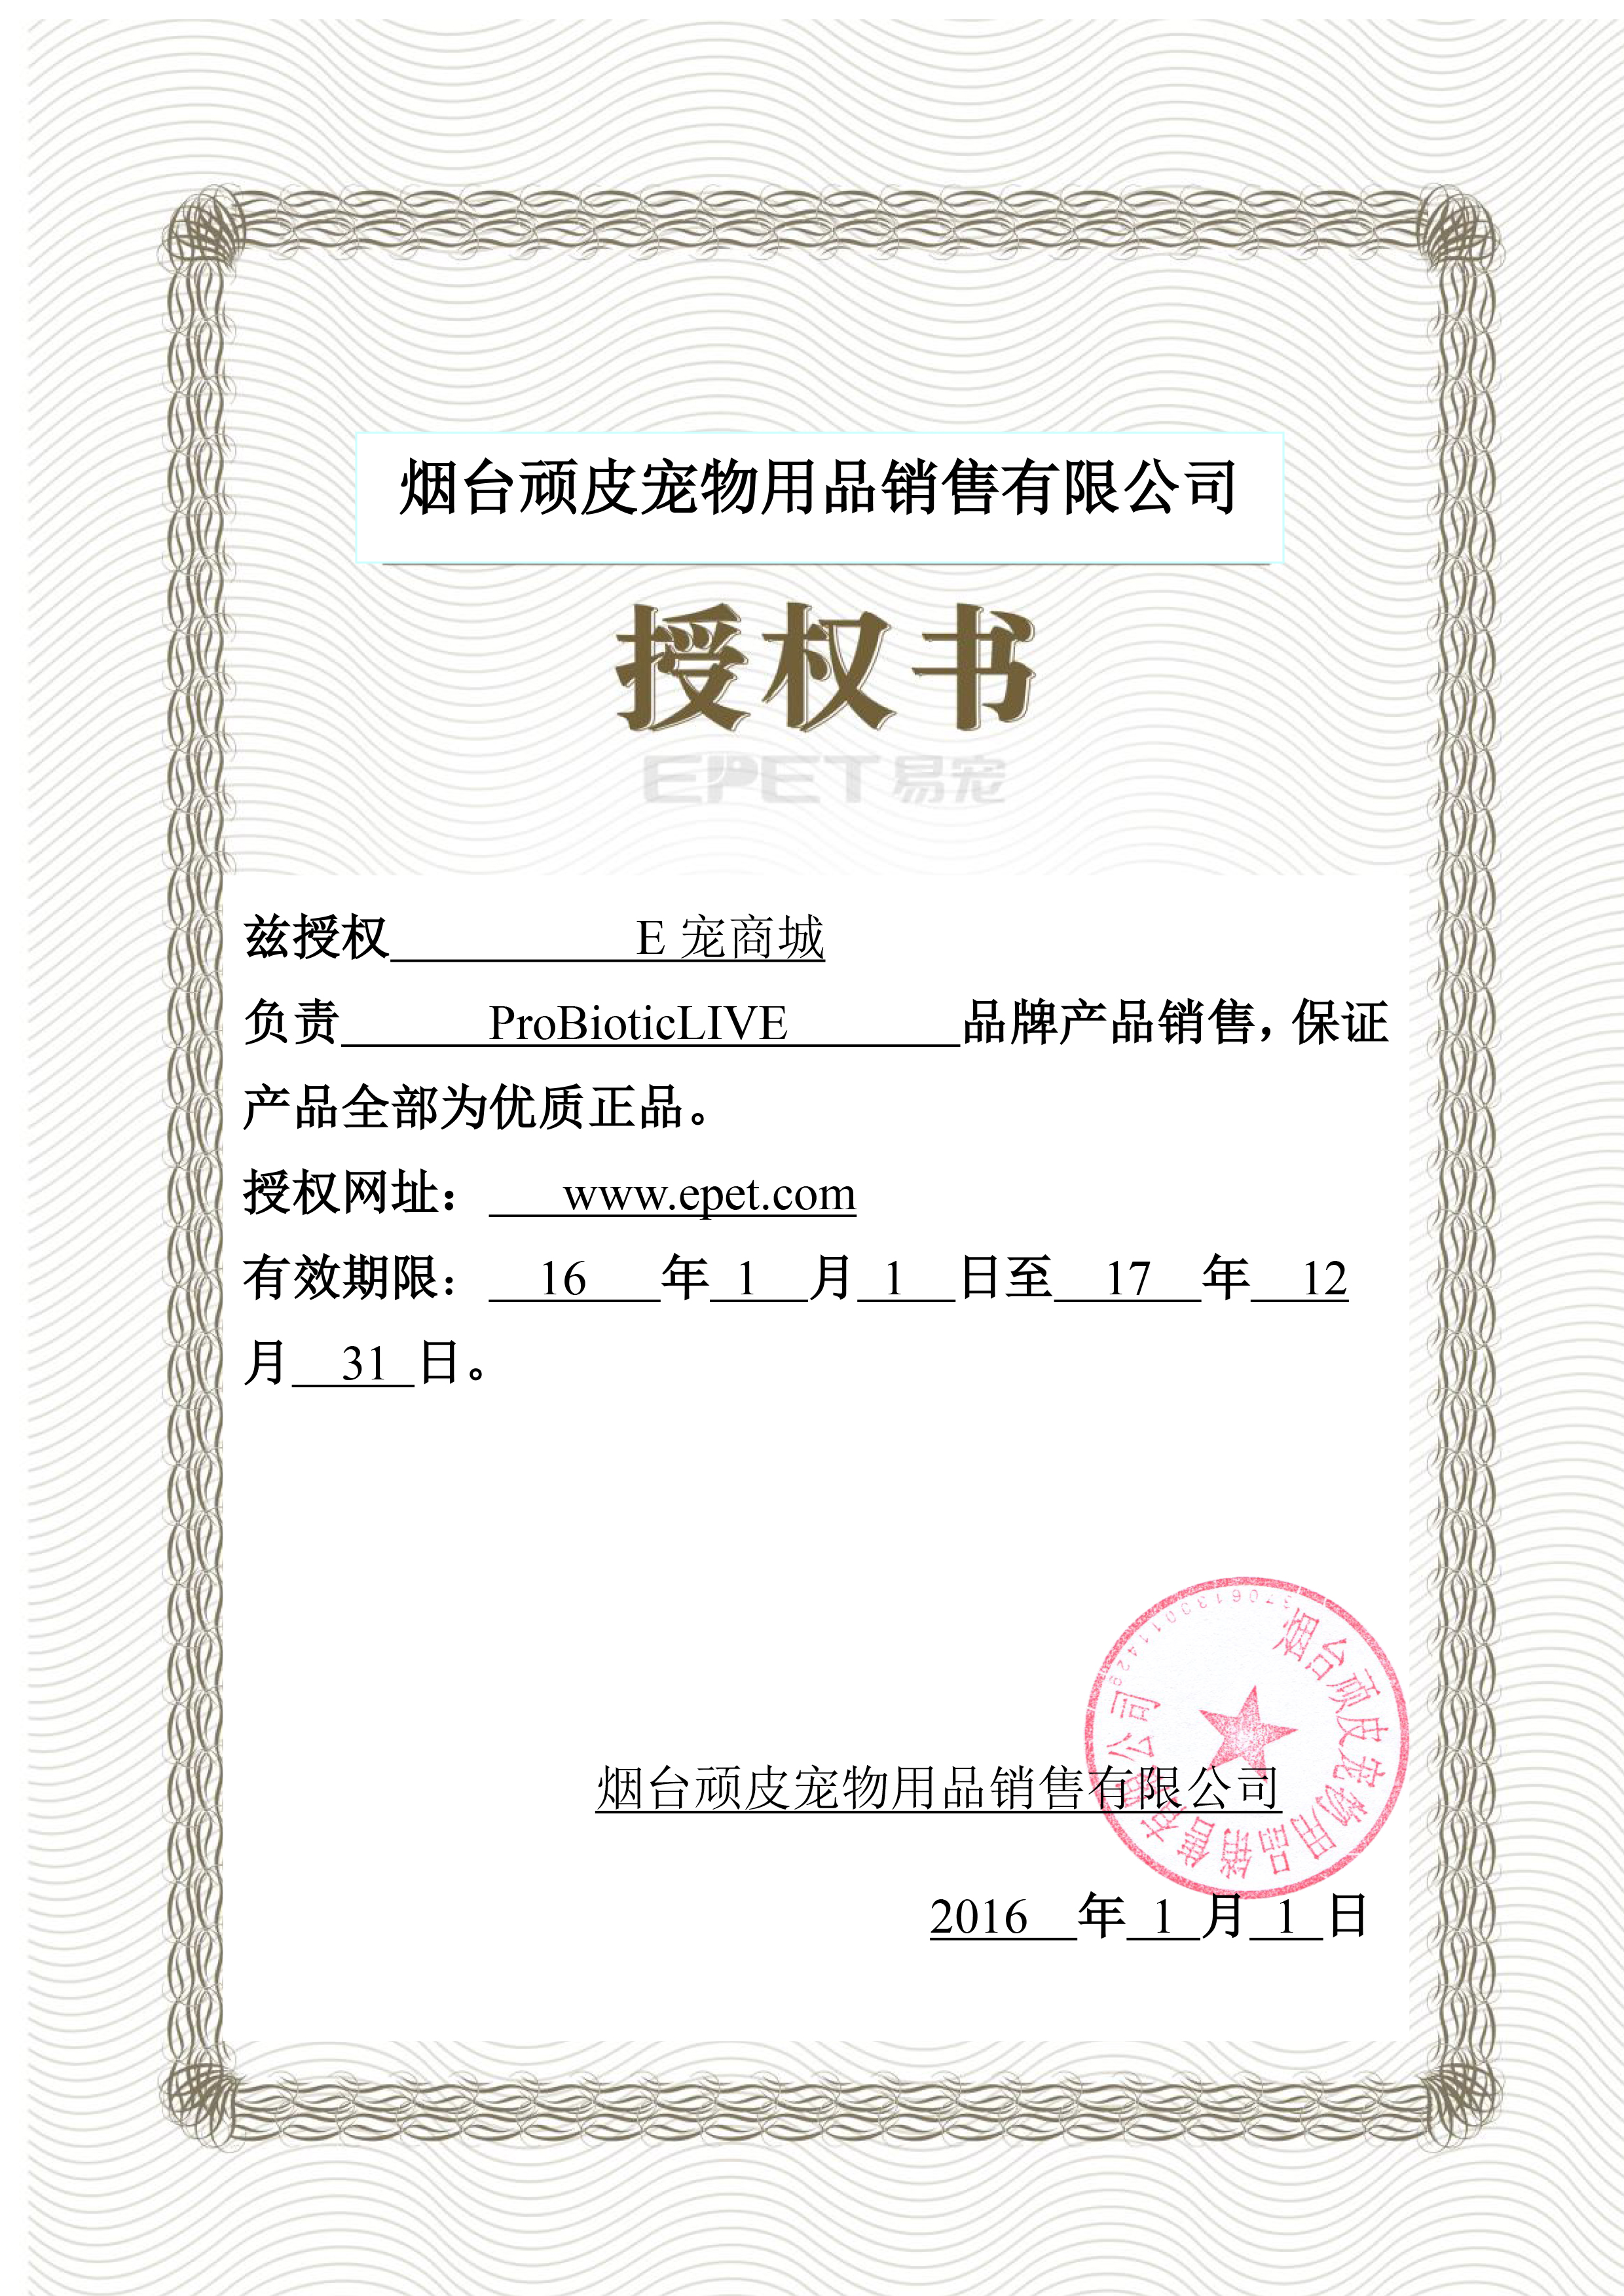 烟台顽皮宠物用品销售有限公司
授权书
EPET易宠
兹授权 E宠商城
负责 ProBioticLIVE 品牌产品销售，保证
产品全部为优质正品。
授权网址： www.epet.com
有效期限： 16 年 1 月 1 日至 17 年 12
月 31 日。
烟台顽皮宠物用品销售有限公司
烟台顽皮宠物用品销售有限公司
2016 年 1 月 1 日